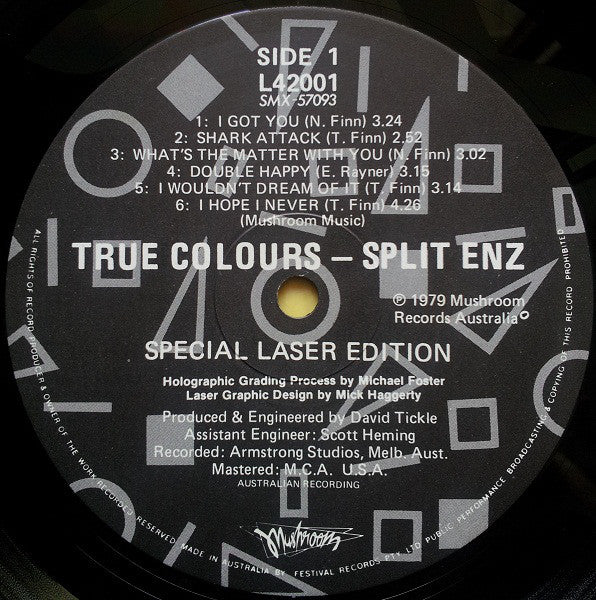 SIDE 1
L42001
SMX-57093
1: I GOT YOU (N. Finn) 3.24
2: SHARK ATTACK (T. Finn) 2.52
3: WHAT'S THE MATTER WITH YOU (N. Finn) 3.02
4: DOUBLE HAPPY (E. Rayner) 3.15
5: I WOULDN'T DREAM OF IT (T. Finn) 3.14
6: I HOPE I NEVER (T. Finn) 4.26
(Mushroom Music)
TRUE COLOURS – SPLIT ENZ
℗ 1979 Mushroom
Records Australia
SPECIAL LASER EDITION
Holographic Grading Process by Michael Foster
Laser Graphic Design by Mick Haggerty
Produced & Engineered by David Tickle
Assistant Engineer: Scott Heming
Recorded: Armstrong Studios, Melb. Aust.
Mastered: M.C.A. U.S.A.
AUSTRALIAN RECORDING
Mushroom
ALL RIGHTS OF RECORD PRODUCER & OWNER OF THE WORK RECORDED RESERVED. MADE IN AUSTRALIA BY FESTIVAL RECORDS PTY. LTD PUBLIC PERFORMANCE BROADCASTING & COPYING OF THIS RECORD PROHIBITED